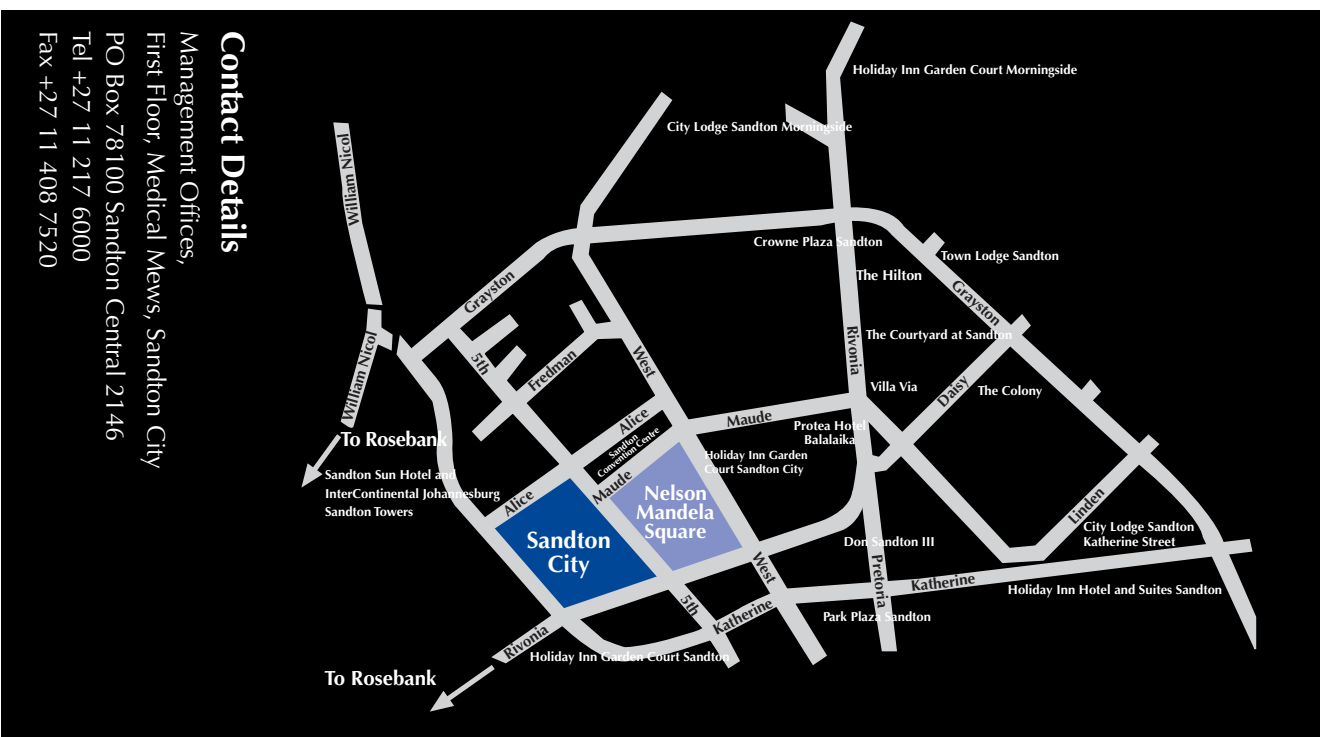 Contact Details
Management Offices,
First Floor, Medical Mews, Sandton City
PO Box 78100 Sandton Central 2146
Tel +27 11 217 6000
Fax +27 11 408 7520
Holiday Inn Garden Court Morningside
City Lodge Sandton Morningside
William Nicol
Crowne Plaza Sandton
Town Lodge Sandton
The Hilton
Grayston
Grayston
The Courtyard at Sandton
Rivonia
William Nicol
5th
Fredman
West
Villa Via
Daisy
The Colony
Alice
Maude
Protea Hotel
Balalaika
To Rosebank
Sandton
Convention Centre
Holiday Inn Garden
Court Sandton City
Sandton Sun Hotel and
InterContinental Johannesburg
Sandton Towers
Alice
Maude
Nelson
Mandela
Square
Linden
Sandton
City
City Lodge Sandton
Katherine Street
Don Sandton III
West
Pretoria
Katherine
Holiday Inn Hotel and Suites Sandton
5th
Katherine
Park Plaza Sandton
Rivonia
Holiday Inn Garden Court Sandton
To Rosebank